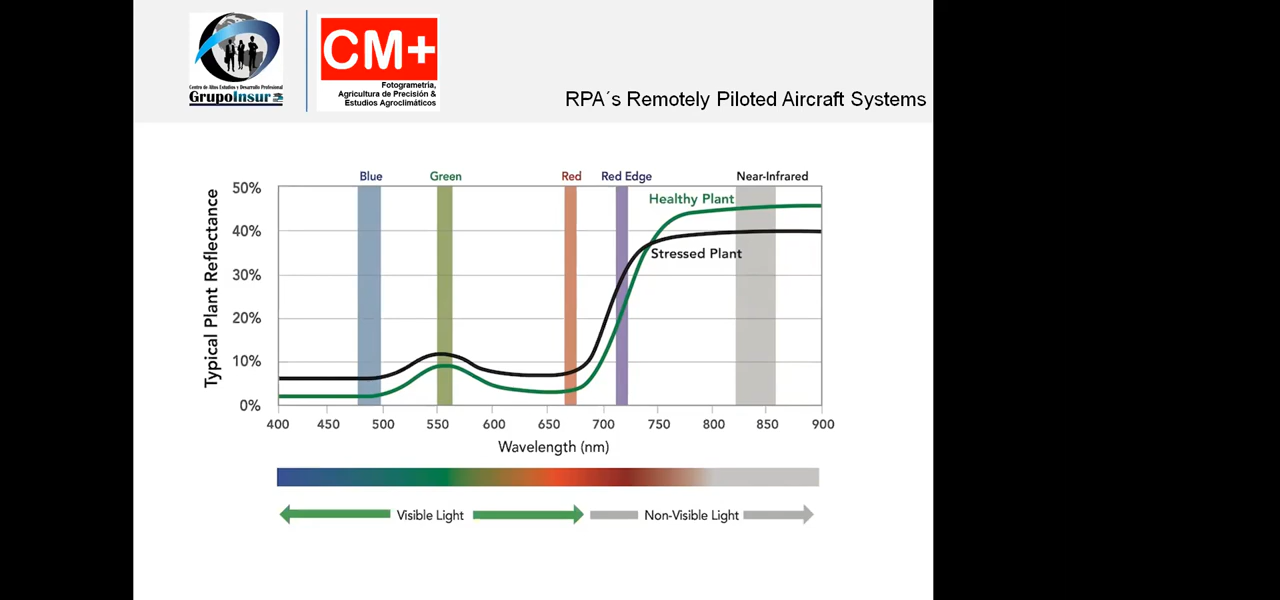 Centro de Altos Estudios y Desarrollo Profesional
GrupoInsur
CM+
Fotogrametria,
Agricultura de Precisión &
Estudios Agroclimáticos
RPA´s Remotely Piloted Aircraft Systems
Blue
Green
Red
Red Edge
Near-Infrared
Typical Plant Reflectance
50%
40%
30%
20%
10%
0%
Healthy Plant
Stressed Plant
400 450 500 550 600 650 700 750 800 850 900
Wavelength (nm)
Visible Light
Non-Visible Light